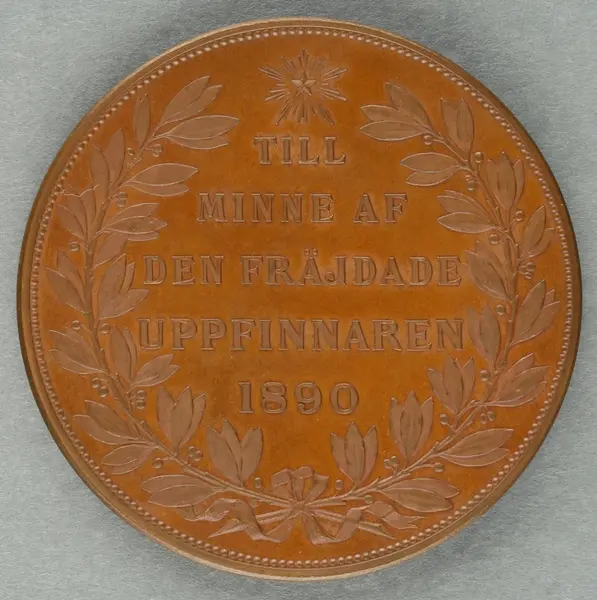 TILL
MINNE AF
DEN FRÄJDADE
UPPFINNAREN
1890